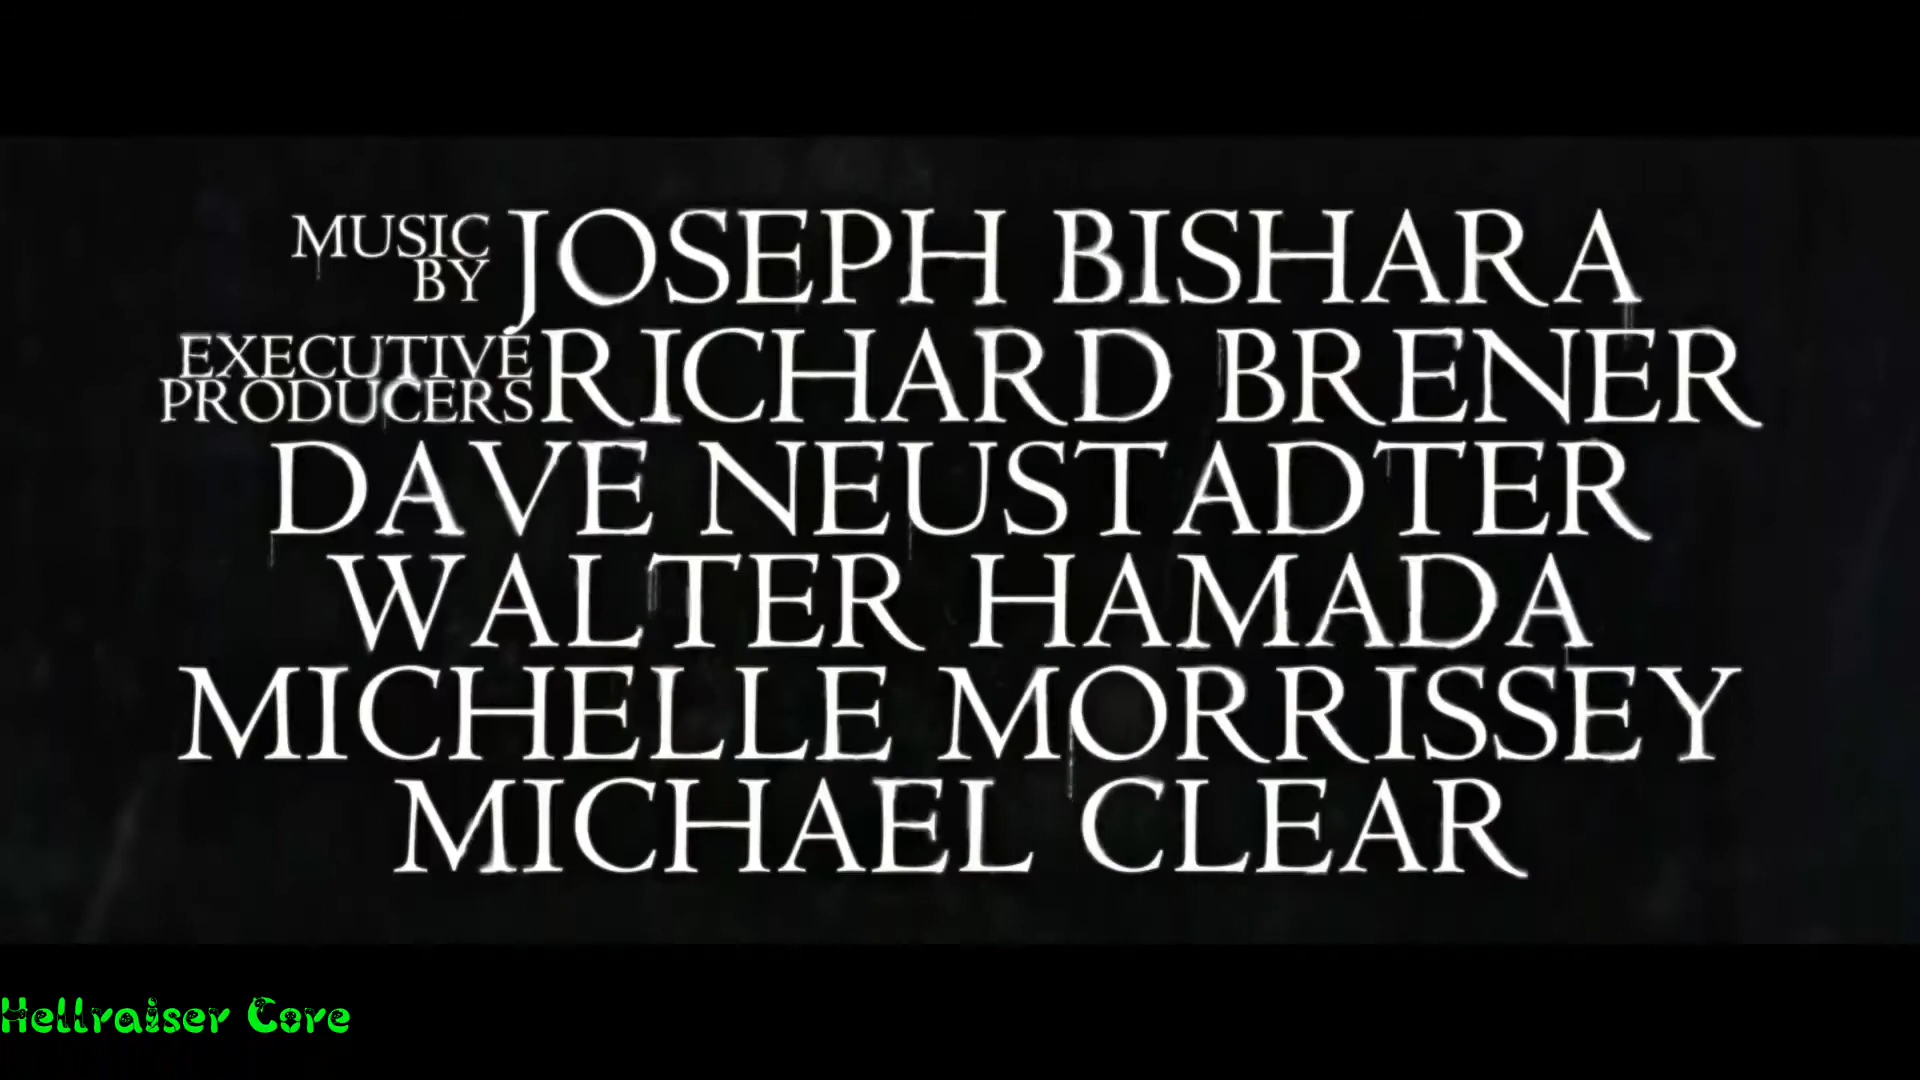 MUSIC BY JOSEPH BISHARA
EXECUTIVE PRODUCERS RICHARD BRENER
DAVE NEUSTADTER
WALTER HAMADA
MICHELLE MORRISSEY
MICHAEL CLEAR
Hellraiser Core